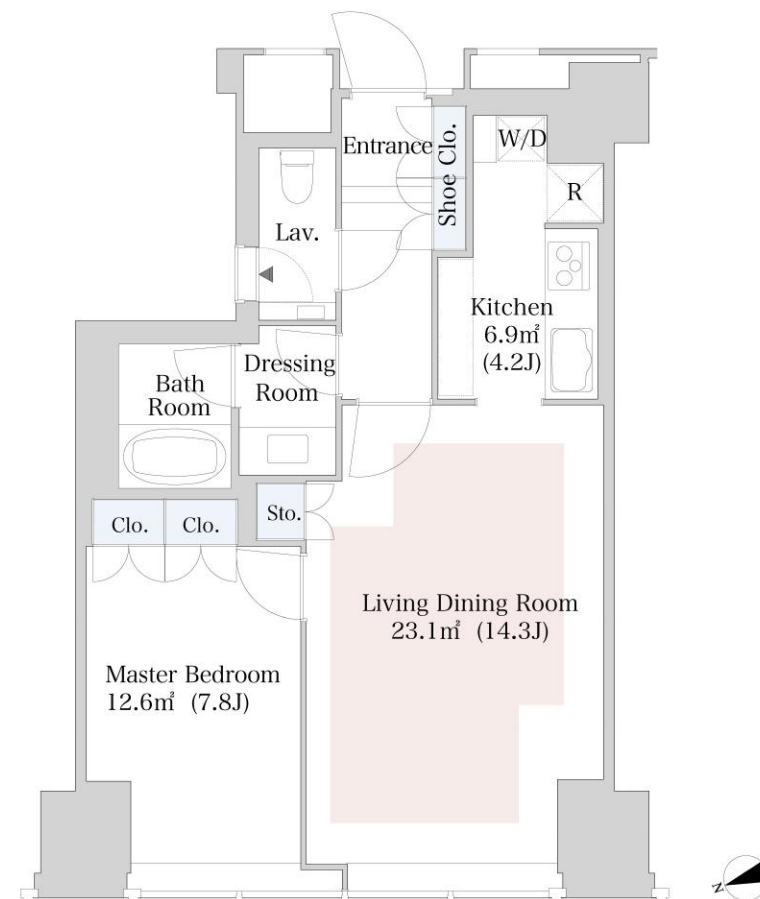 Entrance
Shoe Clo.
W/D
R
Lav.
Kitchen
6.9㎡
(4.2J)
Dressing
Room
Bath
Room
Clo.
Clo.
Sto.
Living Dining Room
23.1㎡ (14.3J)
Master Bedroom
12.6㎡ (7.8J)
N